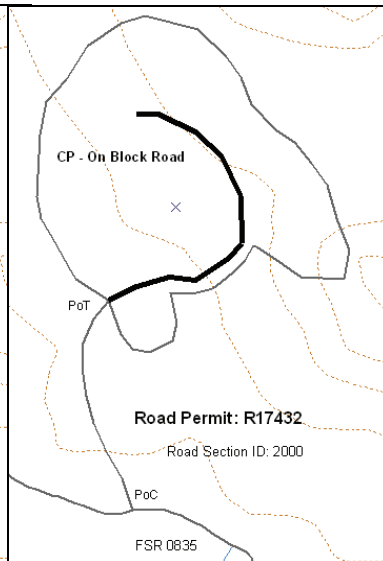 CP - On Block Road
PoT
Road Permit: R17432
Road Section ID: 2000
PoC
FSR 0835